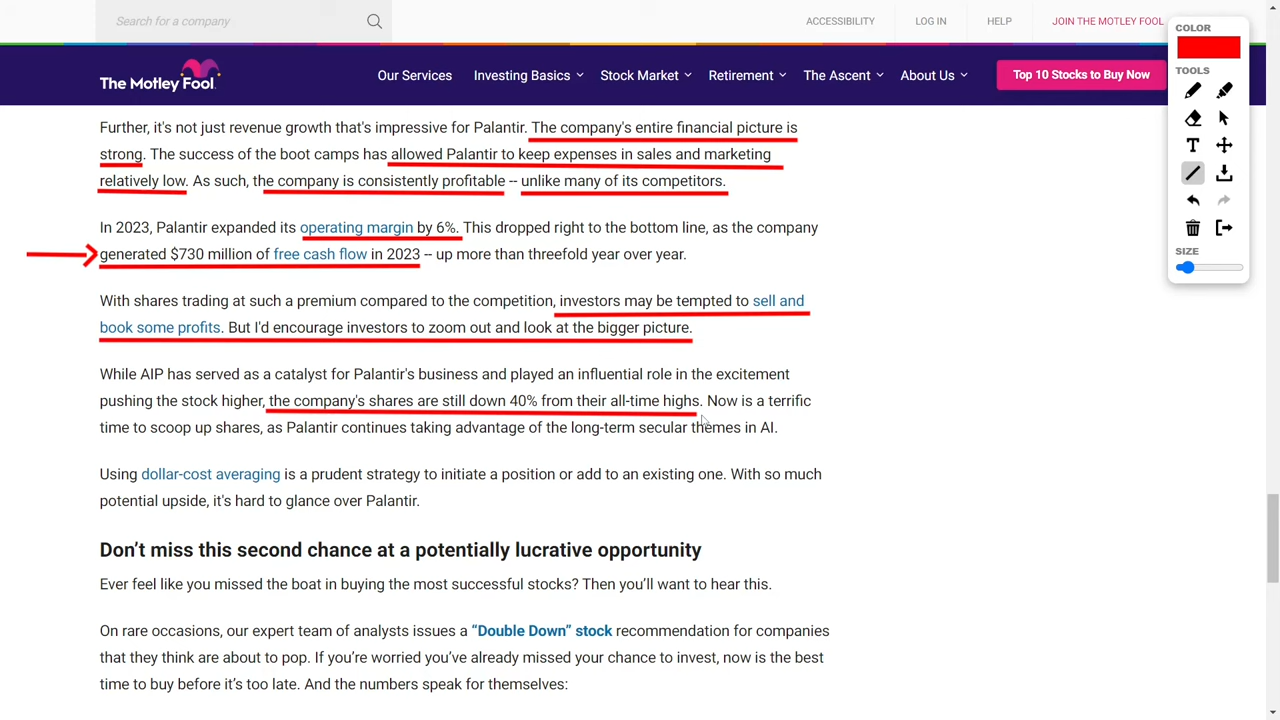 Search for a company
ACCESSIBILITY
LOG IN
HELP
JOIN THE MOTLEY FOOL
The Motley Fool.
Our Services
Investing Basics
Stock Market
Retirement
The Ascent
About Us
Top 10 Stocks to Buy Now
COLOR
TOOLS
T
SIZE
Further, it's not just revenue growth that's impressive for Palantir. The company's entire financial picture is
strong. The success of the boot camps has allowed Palantir to keep expenses in sales and marketing
relatively low. As such, the company is consistently profitable -- unlike many of its competitors.
In 2023, Palantir expanded its operating margin by 6%. This dropped right to the bottom line, as the company
generated $730 million of free cash flow in 2023 -- up more than threefold year over year.
With shares trading at such a premium compared to the competition, investors may be tempted to sell and
book some profits. But I'd encourage investors to zoom out and look at the bigger picture.
While AIP has served as a catalyst for Palantir's business and played an influential role in the excitement
pushing the stock higher, the company's shares are still down 40% from their all-time highs. Now is a terrific
time to scoop up shares, as Palantir continues taking advantage of the long-term secular themes in AI.
Using dollar-cost averaging is a prudent strategy to initiate a position or add to an existing one. With so much
potential upside, it's hard to glance over Palantir.
Don’t miss this second chance at a potentially lucrative opportunity
Ever feel like you missed the boat in buying the most successful stocks? Then you’ll want to hear this.
On rare occasions, our expert team of analysts issues a “Double Down” stock recommendation for companies
that they think are about to pop. If you’re worried you’ve already missed your chance to invest, now is the best
time to buy before it’s too late. And the numbers speak for themselves: